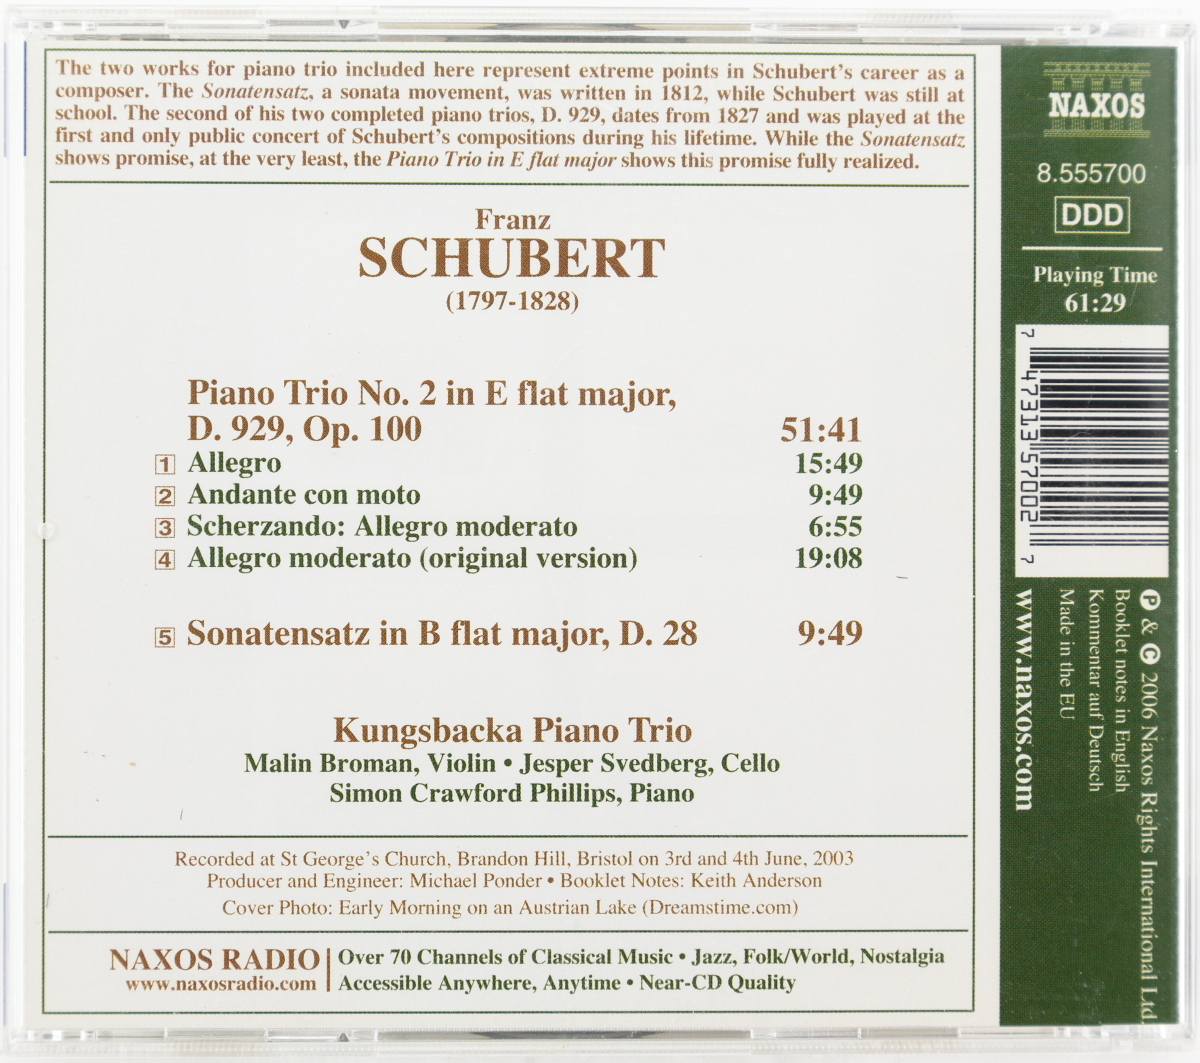 The two works for piano trio included here represent extreme points in Schubert's career as a
composer. The Sonatensatz, a sonata movement, was written in 1812, while Schubert was still at
school. The second of his two completed piano trios, D. 929, dates from 1827 and was played at the
first and only public concert of Schubert's compositions during his lifetime. While the Sonatensatz
shows promise, at the very least, the Piano Trio in E flat major shows this promise fully realized.
Franz
SCHUBERT
(1797-1828)
Piano Trio No. 2 in E flat major,
D. 929, Op. 100 51:41
1 Allegro 15:49
2 Andante con moto 9:49
3 Scherzando: Allegro moderato 6:55
4 Allegro moderato (original version) 19:08
5 Sonatensatz in B flat major, D. 28 9:49
Kungsbacka Piano Trio
Malin Broman, Violin • Jesper Svedberg, Cello
Simon Crawford Phillips, Piano
Recorded at St George's Church, Brandon Hill, Bristol on 3rd and 4th June, 2003
Producer and Engineer: Michael Ponder • Booklet Notes: Keith Anderson
Cover Photo: Early Morning on an Austrian Lake (Dreamstime.com)
NAXOS RADIO
www.naxosradio.com
Over 70 Channels of Classical Music • Jazz, Folk/World, Nostalgia
Accessible Anywhere, Anytime • Near-CD Quality
NAXOS
8.555700
DDD
Playing Time
61:29
7 47313 57002 7
℗ & © 2006 Naxos Rights International Ltd.
Booklet notes in English
Kommentar auf Deutsch
Made in the EU
www.naxos.com